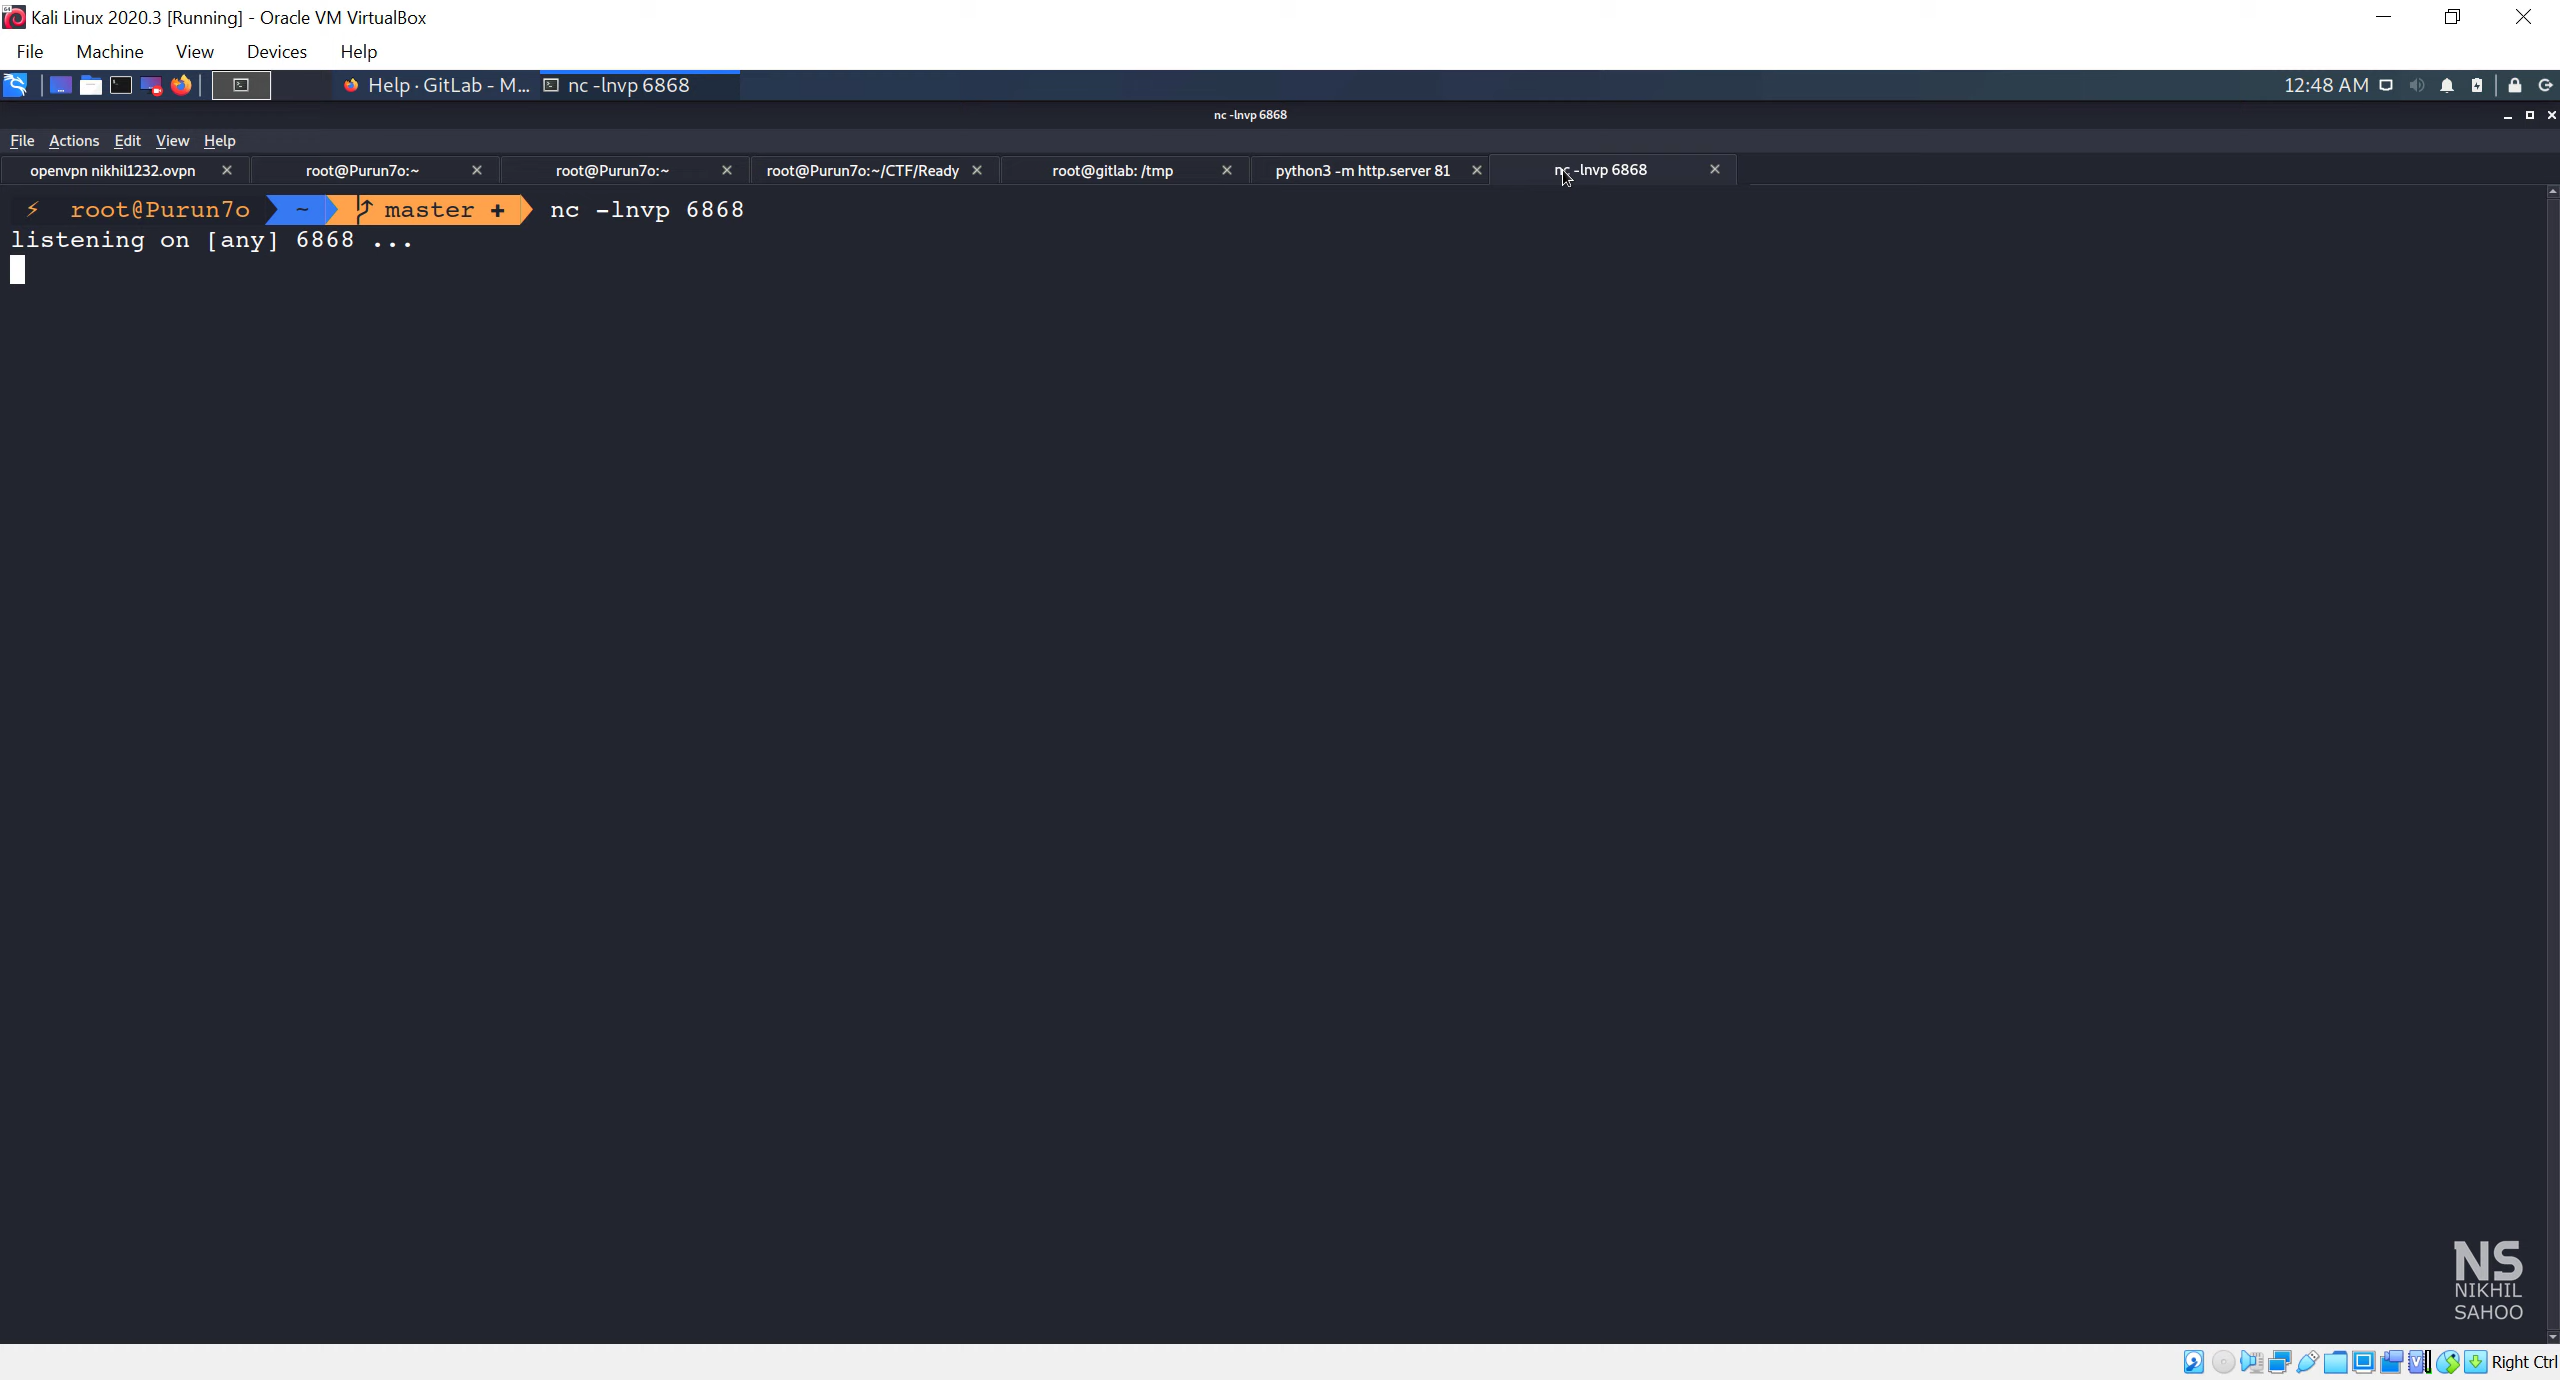 Kali Linux 2020.3 [Running] - Oracle VM VirtualBox
File Machine View Devices Help
Help · GitLab - M... nc -lnvp 6868 12:48 AM
nc -lnvp 6868
File Actions Edit View Help
openvpn nikhil1232.ovpn root@Purun7o:~ root@Purun7o:~ root@Purun7o:~/CTF/Ready root@gitlab: /tmp python3 -m http.server 81 nc -lnvp 6868
⚡ root@Purun7o ~ master + nc -lnvp 6868
listening on [any] 6868 ...
NS
NIKHIL
SAHOO
Right Ctrl